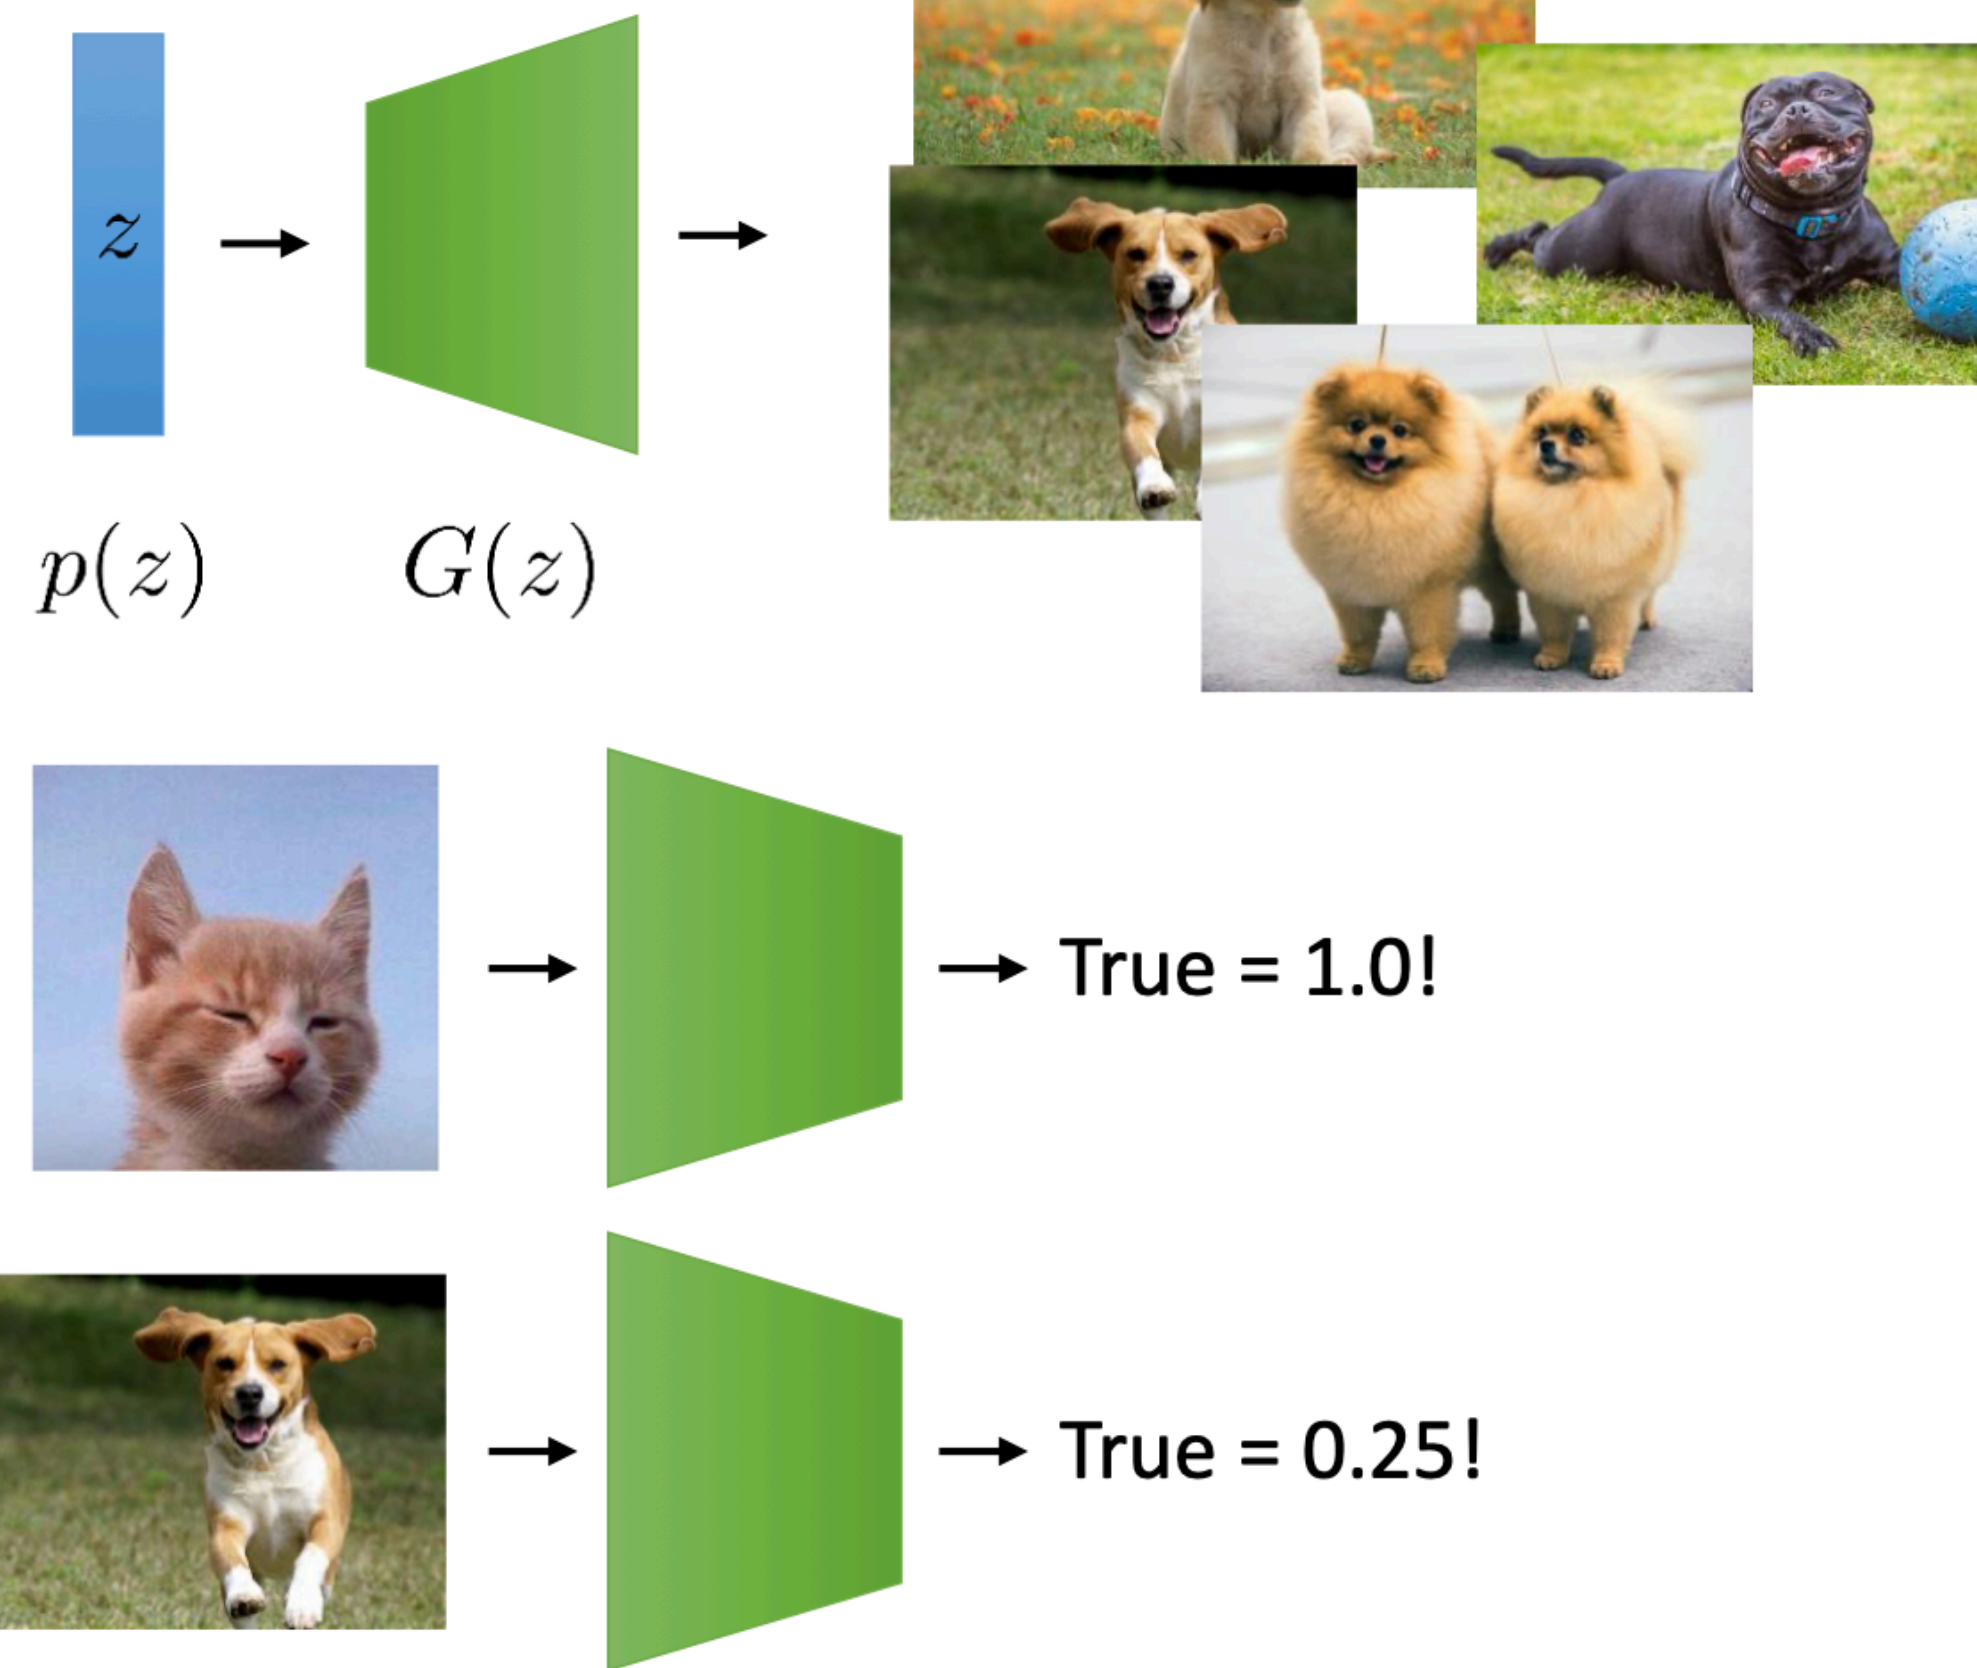 z
p(z) G(z)
True = 1.0!
True = 0.25!